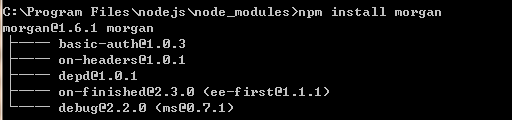 C:\Program Files\nodejs\node_modules>npm install morgan
morgan@1.6.1 morgan
├── basic-auth@1.0.3
├── on-headers@1.0.1
├── depd@1.0.1
├── on-finished@2.3.0 (ee-first@1.1.1)
└── debug@2.2.0 (ms@0.7.1)